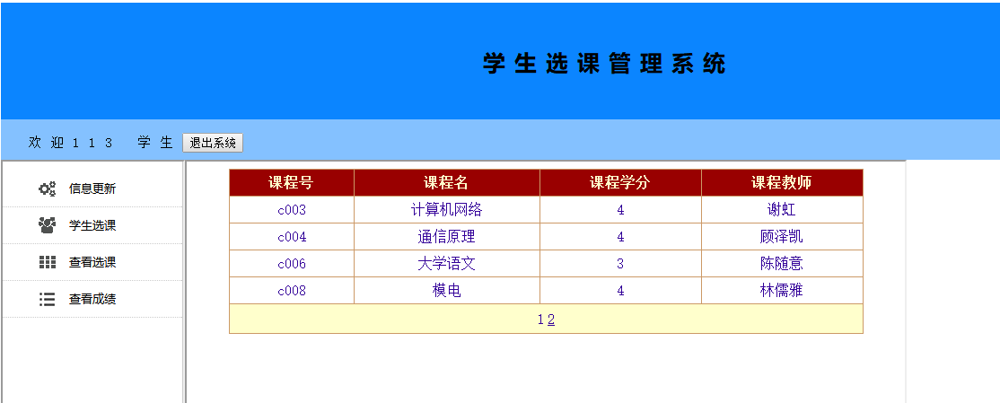 学生选课管理系统
欢迎113 学生 退出系统
信息更新
学生选课
查看选课
查看成绩
课程号 课程名 课程学分 课程教师
c003 计算机网络 4 谢虹
c004 通信原理 4 顾泽凯
c006 大学语文 3 陈随意
c008 模电 4 林儒雅
1 2